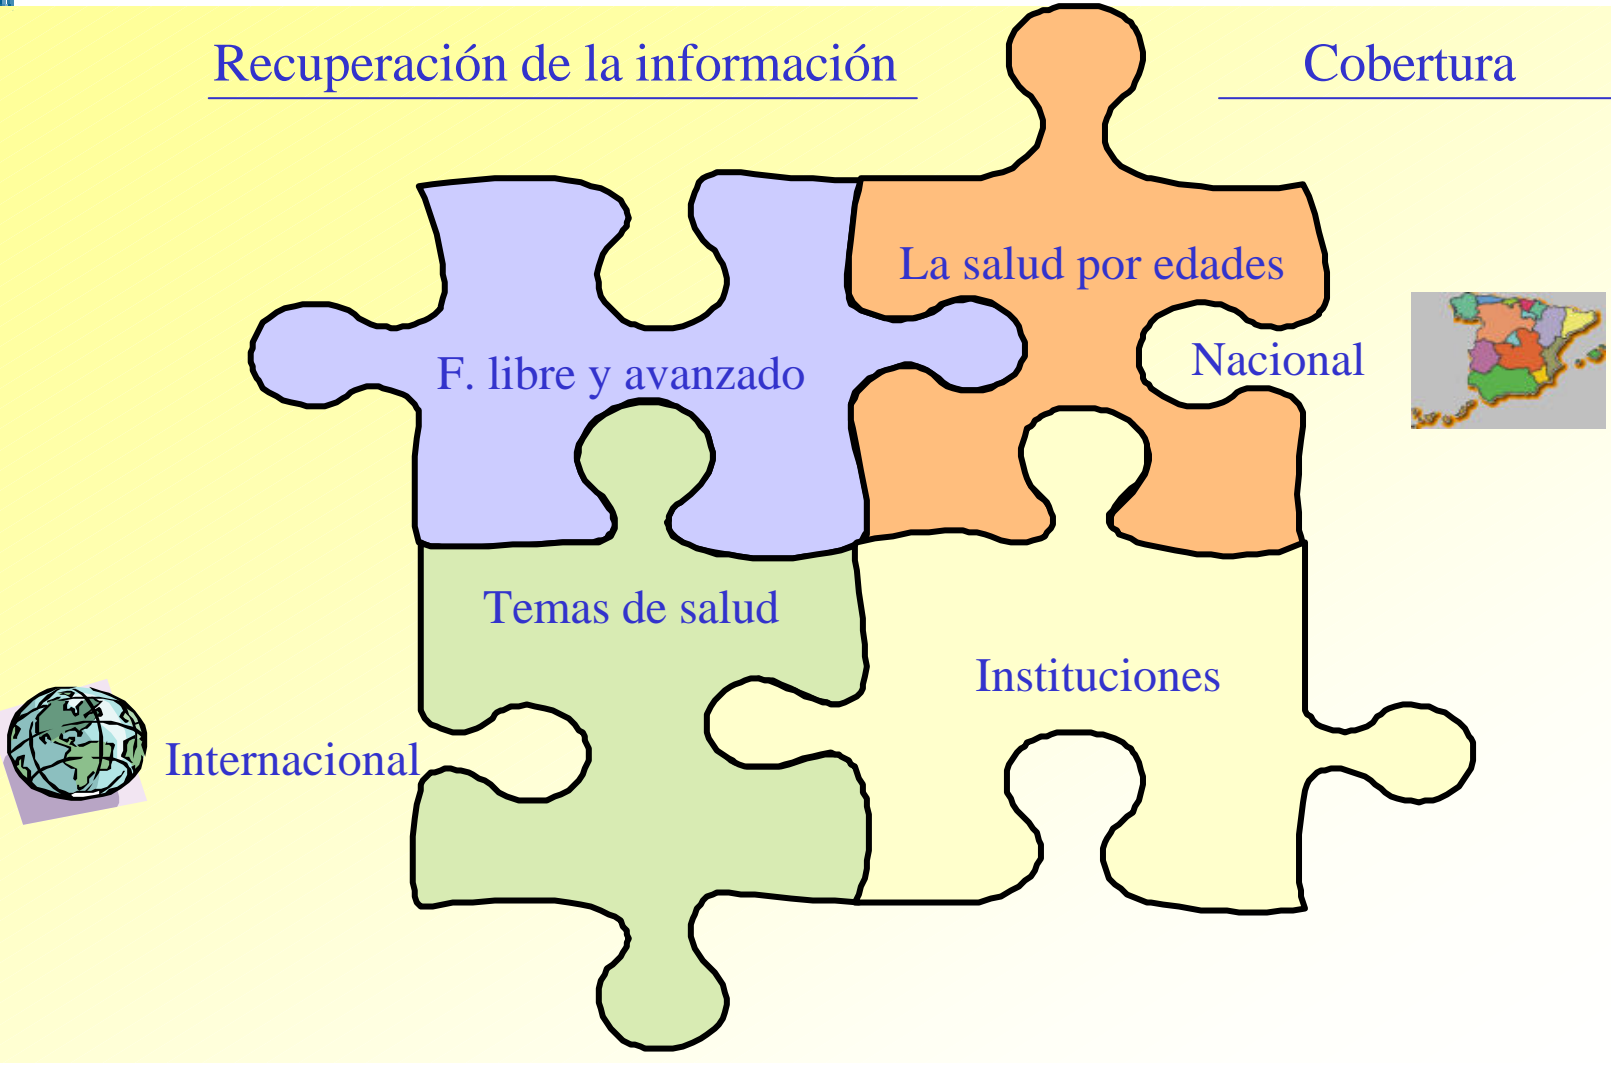 Recuperación de la información
Cobertura
La salud por edades
F. libre y avanzado
Nacional
Temas de salud
Instituciones
Internacional